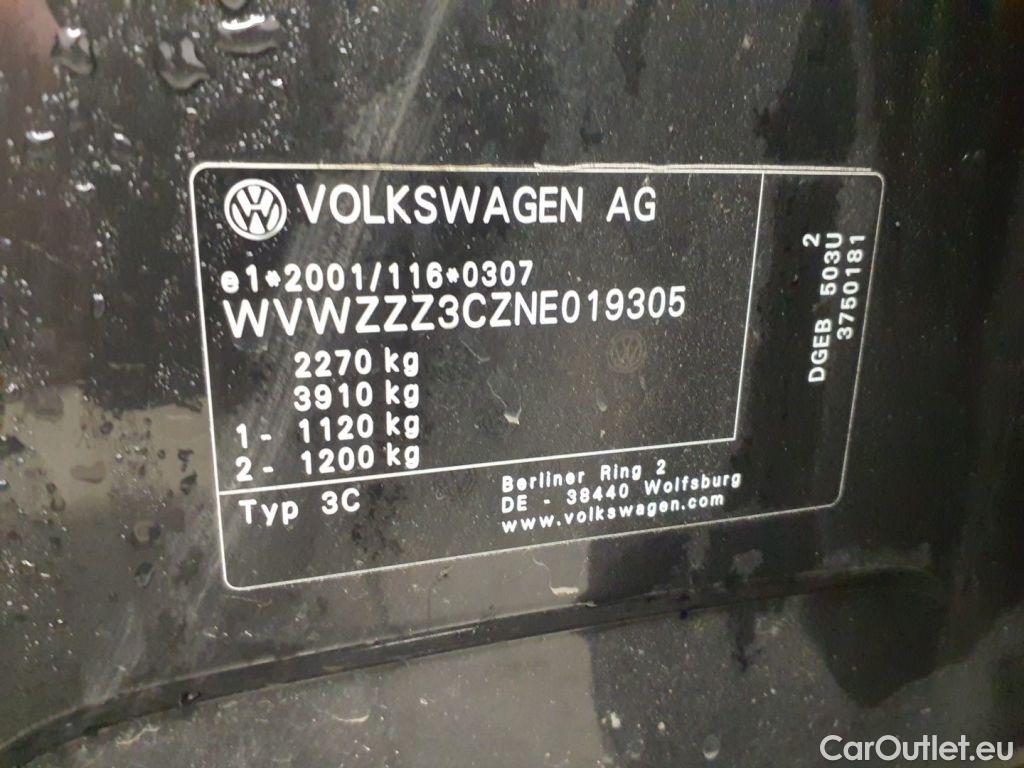 VOLKSWAGEN AG
e1*2001/116*0307
WVWZZZ3CZNE019305
2270 kg
3910 kg
1 - 1120 kg
2 - 1200 kg
Typ 3C
Berliner Ring 2
DE - 38440 Wolfsburg
www.volkswagen.com
2
DGEB 503U
3750181
CarOutlet.eu